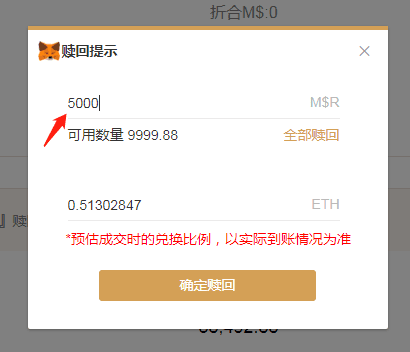 折合M$:0
赎回提示
5000 M$R
可用数量 9999.88 全部赎回
』赎
0.51302847 ETH
*预估成交时的兑换比例，以实际到账情况为准
确定赎回